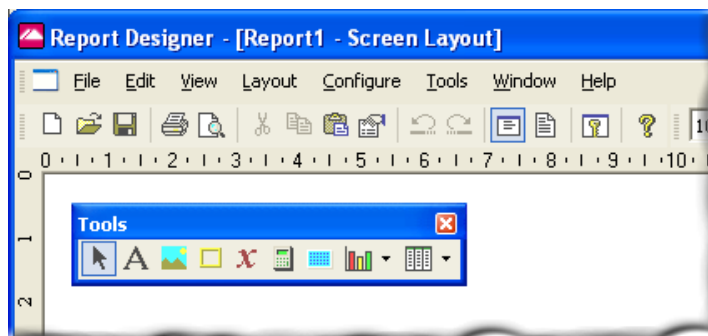 Report Designer - [Report1 - Screen Layout]
File Edit View Layout Configure Tools Window Help
0 1 2 3 4 5 6 7 8 9 10
0
Tools
1
2